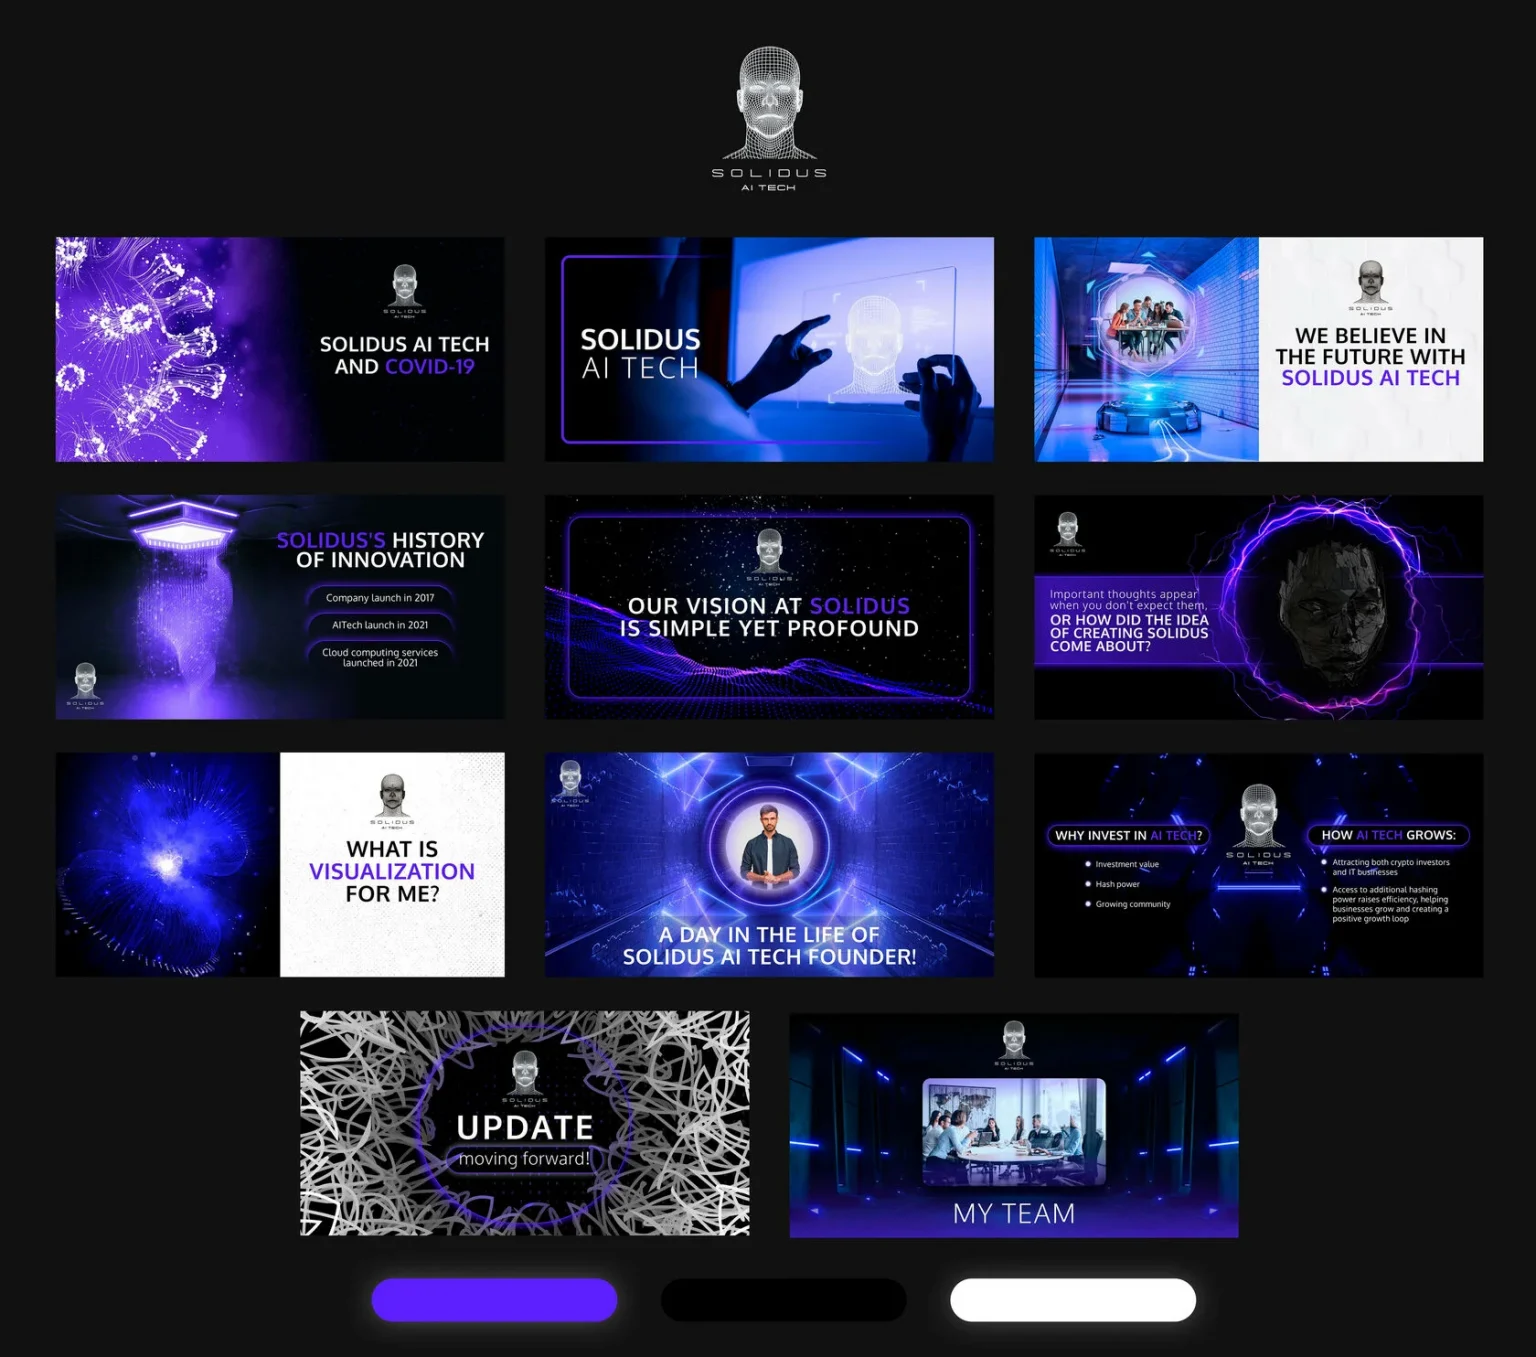 SOLIDUS
AI TECH
SOLIDUS
AI TECH
SOLIDUS AI TECH
AND COVID-19
SOLIDUS
AI TECH
SOLIDUS
AI TECH
WE BELIEVE IN
THE FUTURE WITH
SOLIDUS AI TECH
SOLIDUS'S HISTORY
OF INNOVATION
Company launch in 2017
AITech launch in 2021
Cloud computing services
launched in 2021
SOLIDUS
AI TECH
SOLIDUS
AI TECH
OUR VISION AT SOLIDUS
IS SIMPLE YET PROFOUND
SOLIDUS
AI TECH
Important thoughts appear
when you don't expect them,
OR HOW DID THE IDEA
OF CREATING SOLIDUS
COME ABOUT?
SOLIDUS
AI TECH
WHAT IS
VISUALIZATION
FOR ME?
SOLIDUS
AI TECH
A DAY IN THE LIFE OF
SOLIDUS AI TECH FOUNDER!
WHY INVEST IN AI TECH?
Investment value
Hash power
Growing community
SOLIDUS
AI TECH
HOW AI TECH GROWS:
Attracting both crypto investors
and IT businesses
Access to additional hashing
power raises efficiency, helping
businesses grow and creating a
positive growth loop
SOLIDUS
AI TECH
UPDATE
moving forward!
SOLIDUS
AI TECH
MY TEAM